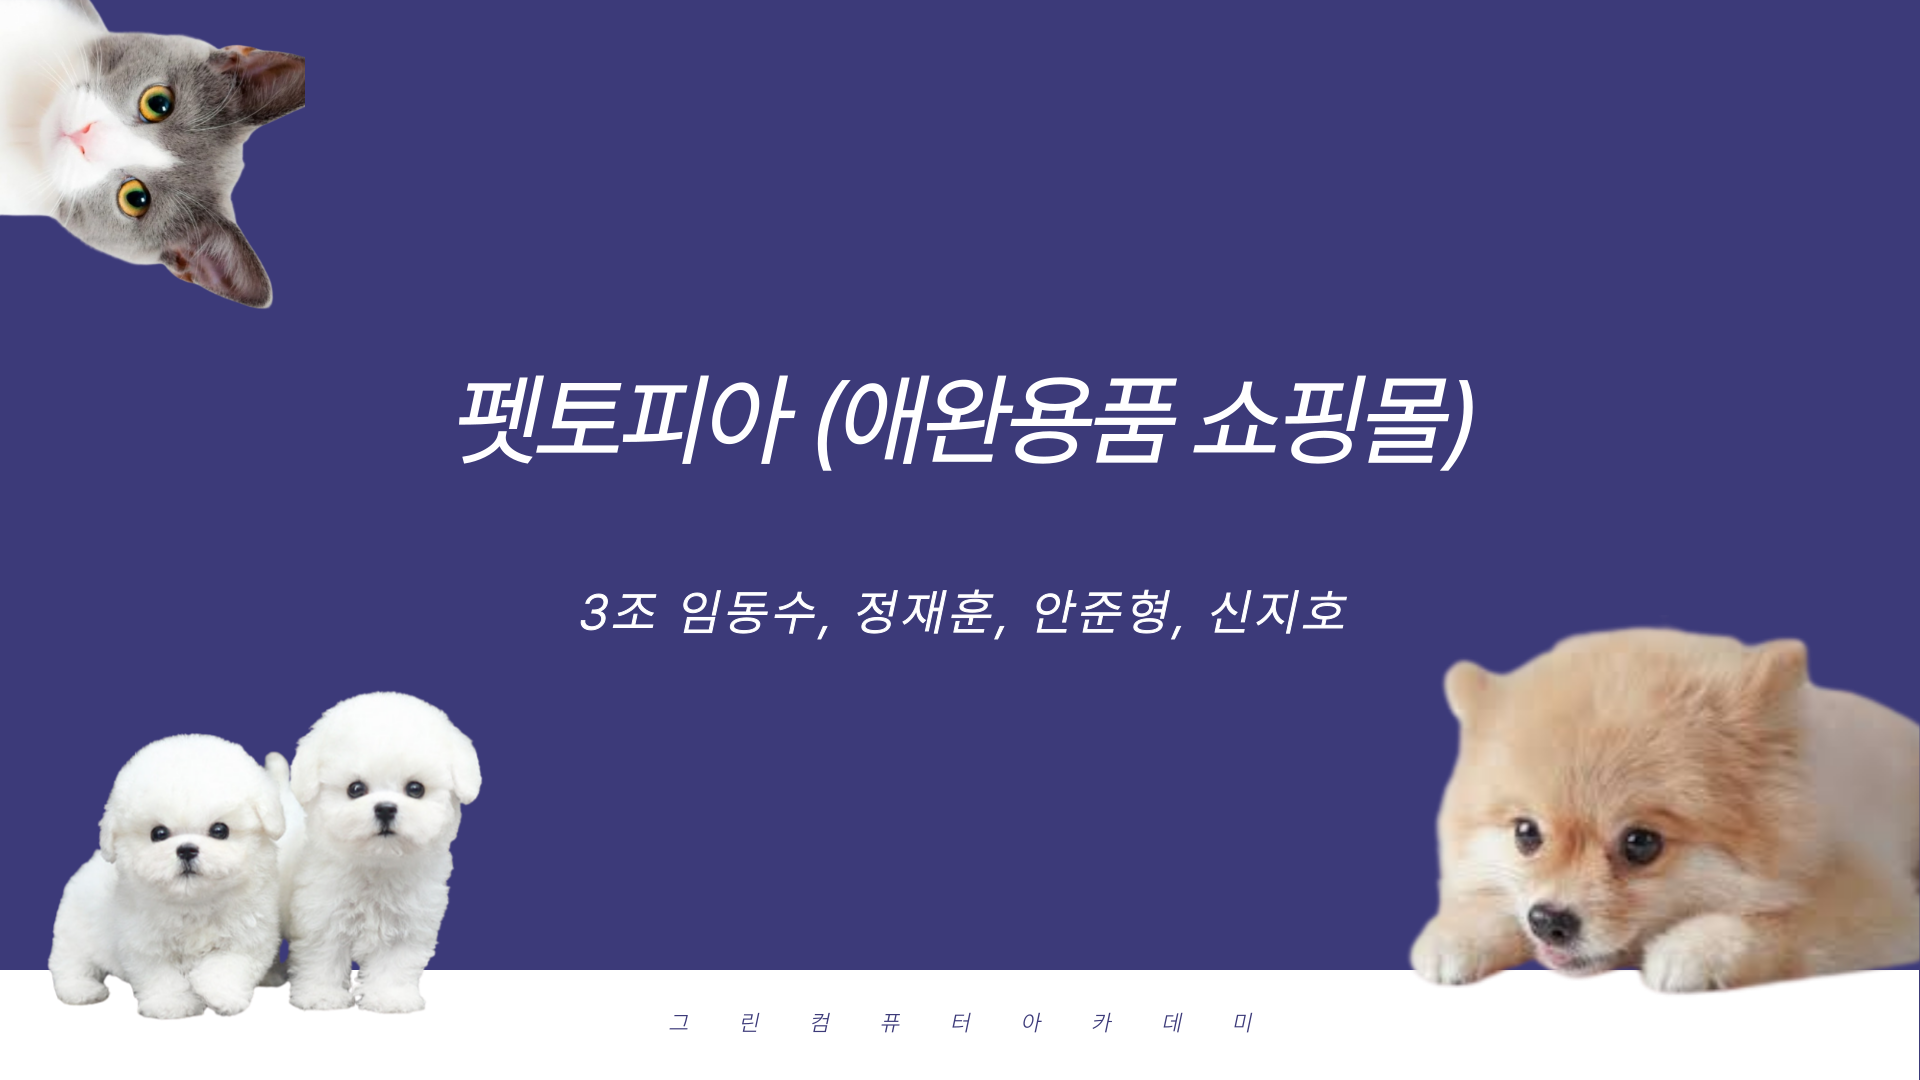 펫토피아 (애완용품 쇼핑몰)
3조 임동수, 정재훈, 안준형, 신지호
그린컴퓨터아카데미